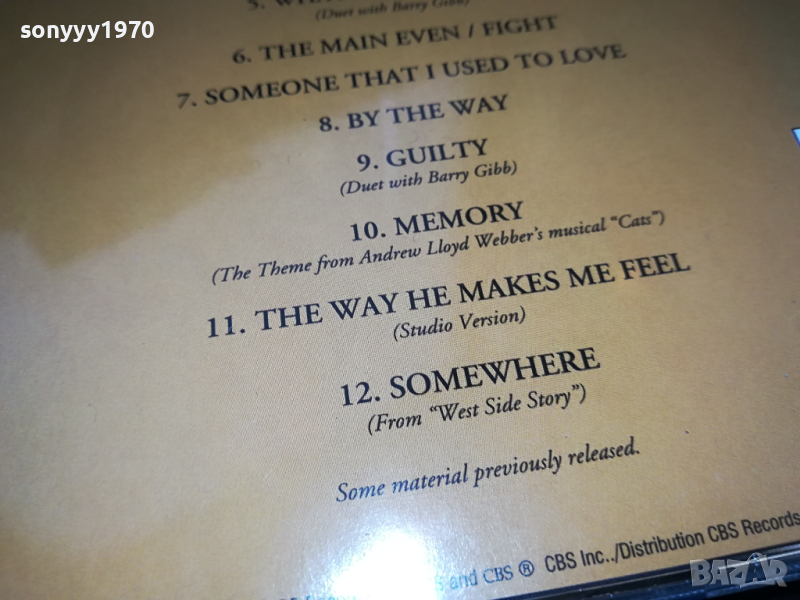 sonyyy1970
5.
(Duet with Barry Gibb)
6. THE MAIN EVEN / FIGHT
7. SOMEONE THAT I USED TO LOVE
8. BY THE WAY
9. GUILTY
(Duet with Barry Gibb)
10. MEMORY
(The Theme from Andrew Lloyd Webber's musical "Cats")
11. THE WAY HE MAKES ME FEEL
(Studio Version)
12. SOMEWHERE
(From "West Side Story")
Some material previously released.
and CBS ® CBS Inc../Distribution CBS Records
BAZAR